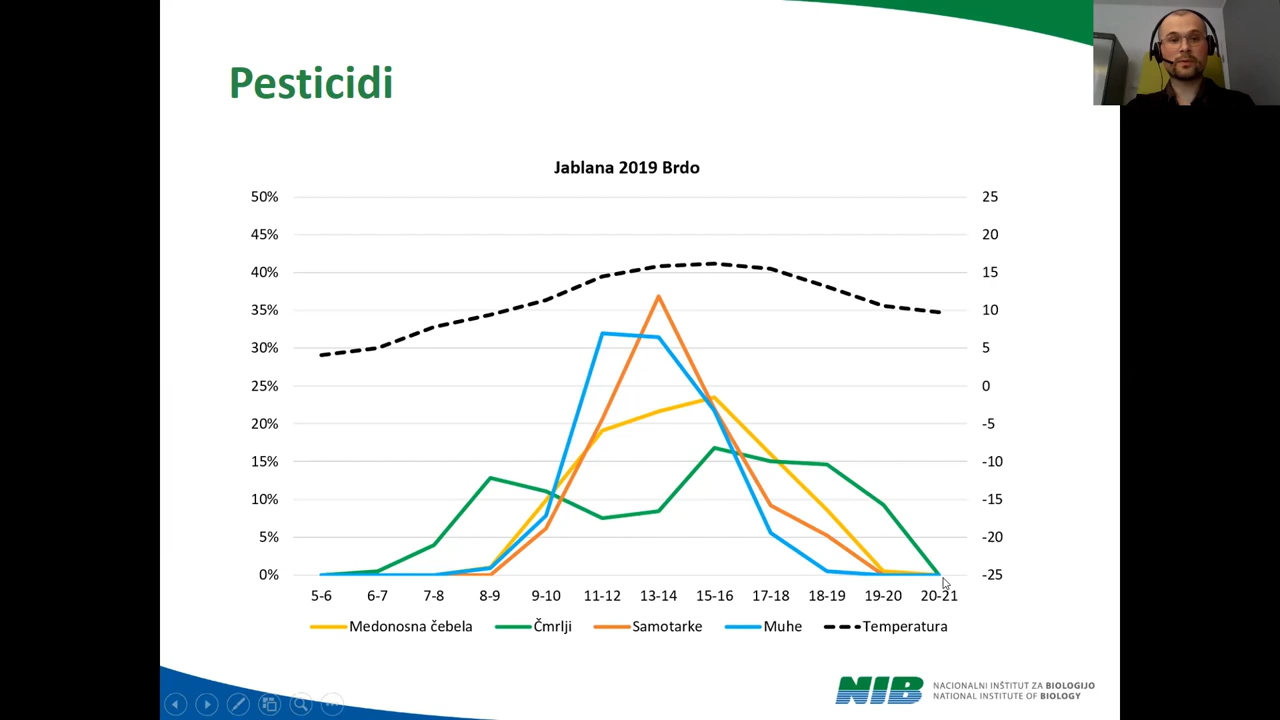 Pesticidi
Jablana 2019 Brdo
50% 25
45% 20
40% 15
35% 10
30% 5
25% 0
20% -5
15% -10
10% -15
5% -20
0% -25
5-6 6-7 7-8 8-9 9-10 11-12 13-14 15-16 17-18 18-19 19-20 20-21
Medonosna čebela Čmrlji Samotarke Muhe Temperatura
NIB
NACIONALNI INŠTITUT ZA BIOLOGIJO
NATIONAL INSTITUTE OF BIOLOGY